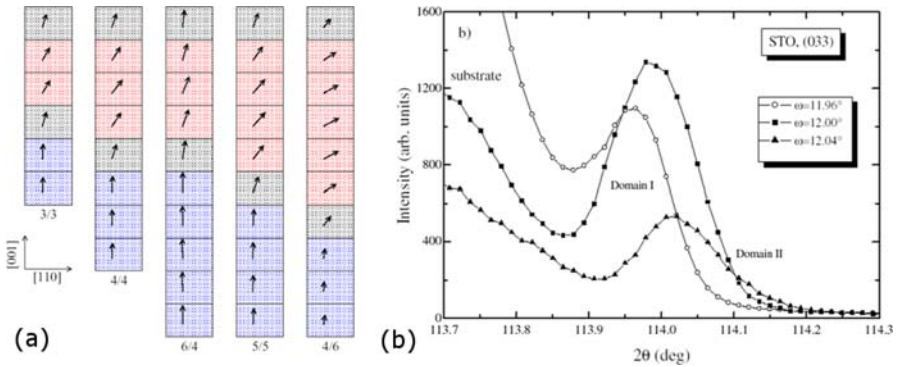 3/3
4/4
6/4
5/5
4/6
[001]
[110]
(a)
b)
STO, (033)
substrate
ω=11.96°
ω=12.00°
ω=12.04°
Domain I
Domain II
Intensity (arb. units)
1600
1200
800
400
0
113.7 113.8 113.9 114.0 114.1 114.2 114.3
2θ (deg)
(b)